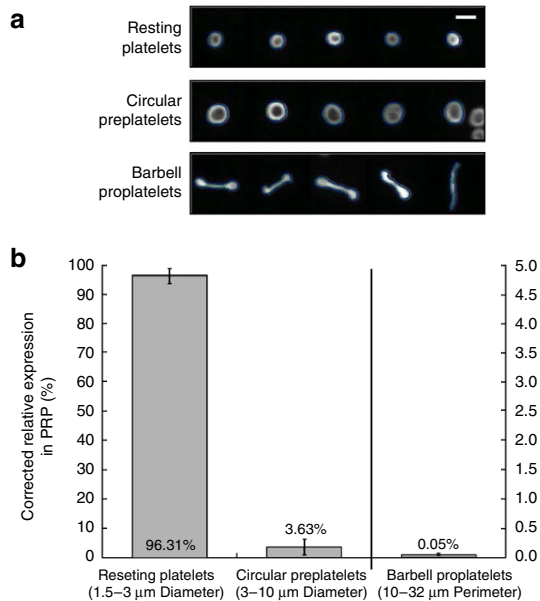 a
Resting
platelets
Circular
preplatelets
Barbell
proplatelets
b
Corrected relative expression
in PRP (%)
100
90
80
70
60
50
40
30
20
10
0
96.31%
3.63%
0.05%
5.0
4.5
4.0
3.5
3.0
2.5
2.0
1.5
1.0
0.5
0.0
Reseting platelets
(1.5–3 µm Diameter)
Circular preplatelets
(3–10 µm Diameter)
Barbell proplatelets
(10–32 µm Perimeter)